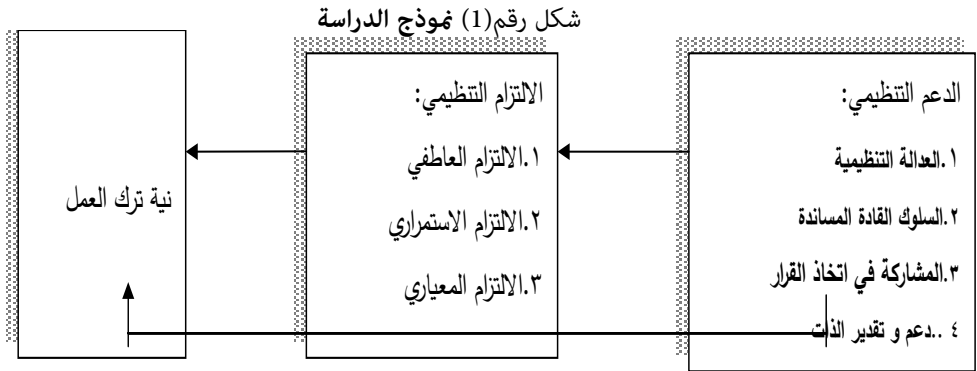 شكل رقم(1) نموذج الدراسة
الدعم التنظيمي:
١.العدالة التنظيمية
٢.السلوك القادة المساندة
٣.المشاركة في اتخاذ القرار
٤ ..دعم و تقدير الذات
الالتزام التنظيمي:
١.الالتزام العاطفي
٢.الالتزام الاستمراري
٣.الالتزام المعياري
نية ترك العمل